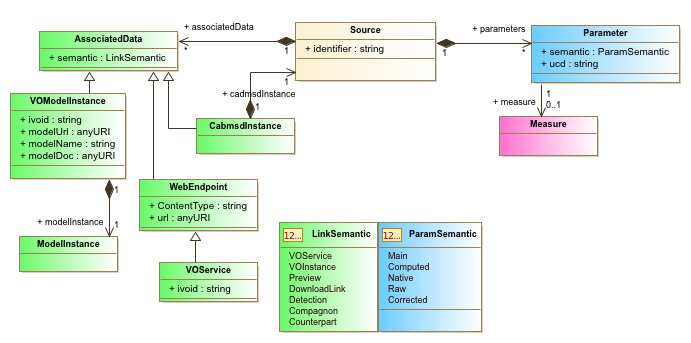 AssociatedData
+ semantic : LinkSemantic
+ associatedData
*
1
Source
+ identifier : string
1
+ parameters
*
Parameter
+ semantic : ParamSemantic
+ ucd : string
1
+ measure
0..1
Measure
1
+ cadmsdInstance
1
CabmsdInstance
VOModelInstance
+ ivoid : string
+ modelUrl : anyURI
+ modelName : string
+ modelDoc : anyURI
1
+ modelInstance
1
ModelInstance
WebEndpoint
+ ContentType : string
+ url : anyURI
VOService
+ ivoid : string
12... LinkSemantic
VOService
VOInstance
Preview
DownloadLink
Detection
Compagnon
Counterpart
12... ParamSemantic
Main
Computed
Native
Raw
Corrected